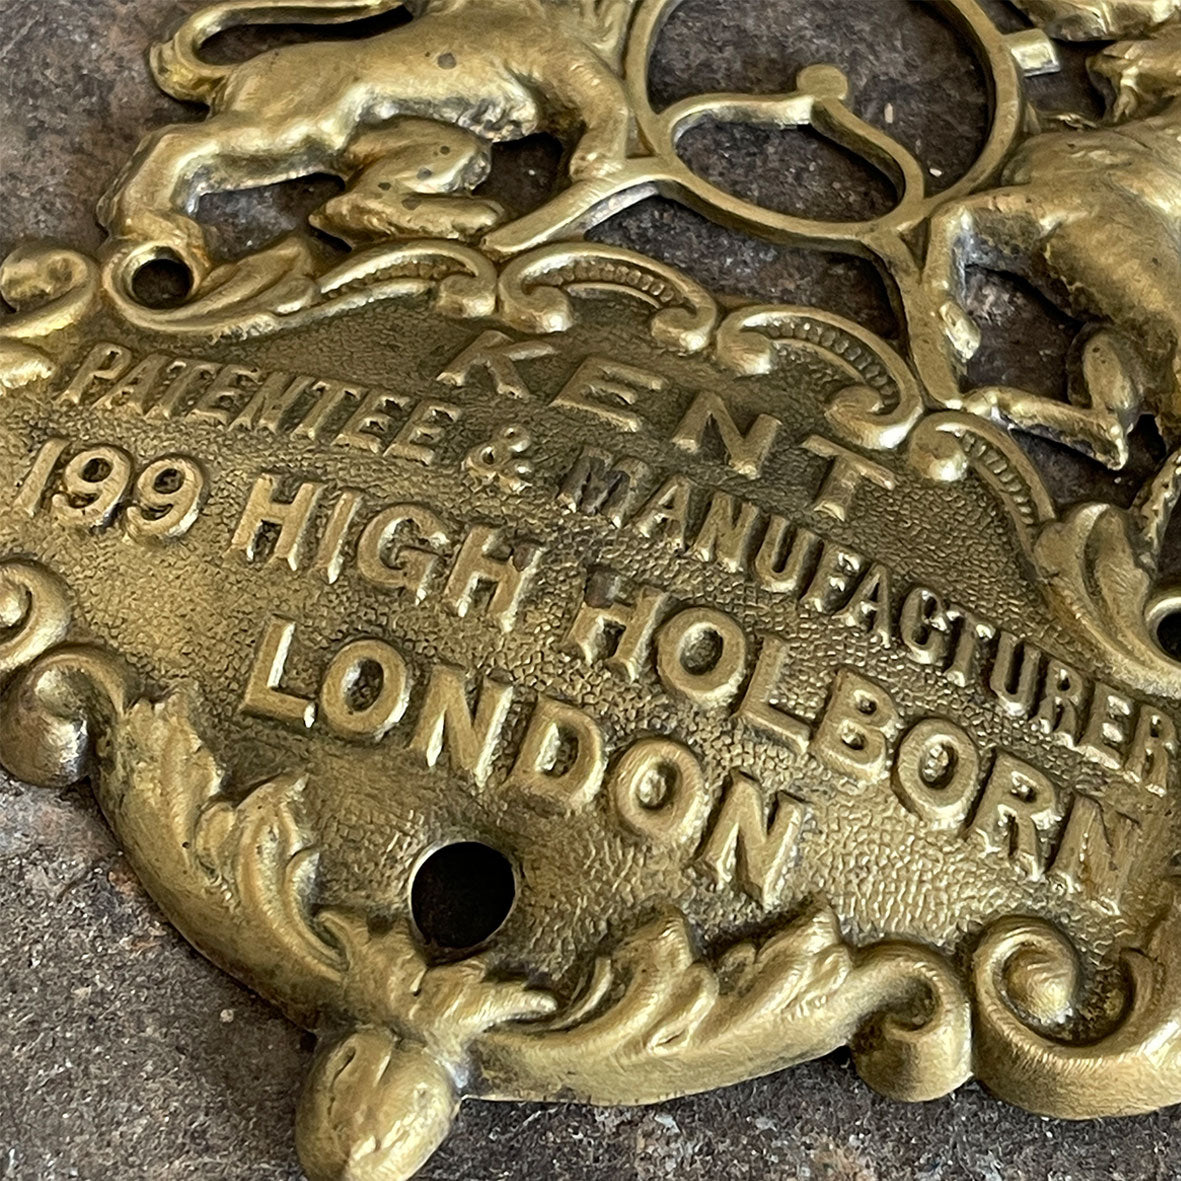 KENT
PATENTEE & MANUFACTURER
199 HIGH HOLBORN
LONDON